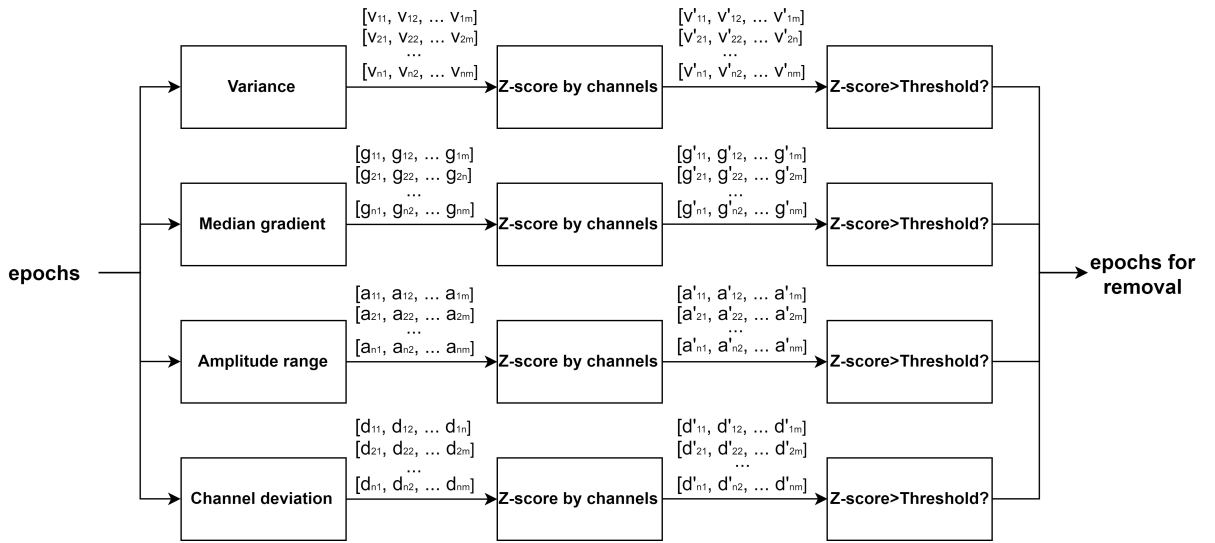 [v11, v12, ... v1m]
[v21, v22, ... v2m]
...
[vn1, vn2, ... vnm]
[v'11, v'12, ... v'1m]
[v'21, v'22, ... v'2n]
...
[v'n1, v'n2, ... v'nm]
Variance
Z-score by channels
Z-score>Threshold?
[g11, g12, ... g1m]
[g21, g22, ... g2n]
...
[gn1, gn2, ... gnm]
[g'11, g'12, ... g'1m]
[g'21, g'22, ... g'2m]
...
[g'n1, g'n2, ... g'nm]
Median gradient
Z-score by channels
Z-score>Threshold?
epochs
epochs for
removal
[a11, a12, ... a1m]
[a21, a22, ... a2m]
...
[an1, an2, ... anm]
[a'11, a'12, ... a'1m]
[a'21, a'22, ... a'2m]
...
[a'n1, a'n2, ... a'nm]
Amplitude range
Z-score by channels
Z-score>Threshold?
[d11, d12, ... d1n]
[d21, d22, ... d2m]
...
[dn1, dn2, ... dnm]
[d'11, d'12, ... d'1m]
[d'21, d'22, ... d'2m]
...
[d'n1, d'n2, ... d'nm]
Channel deviation
Z-score by channels
Z-score>Threshold?